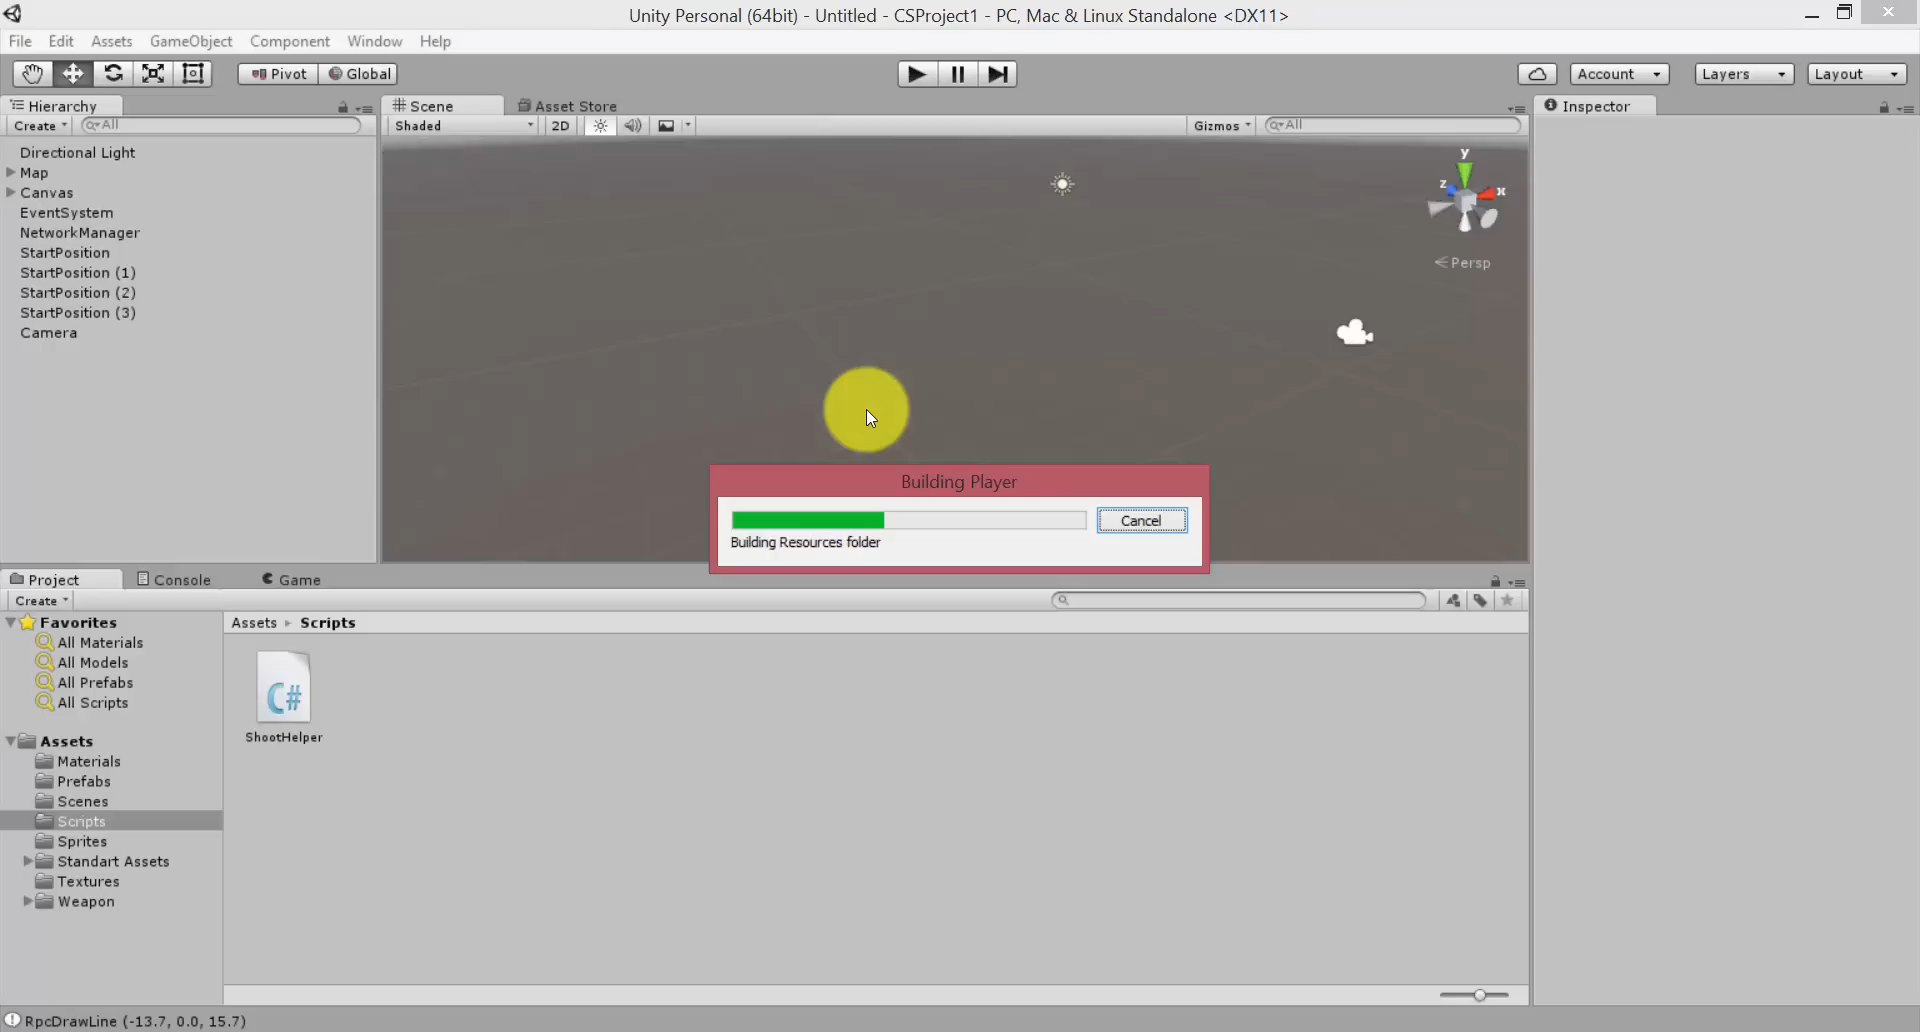 Unity Personal (64bit) - Untitled - CSProject1 - PC, Mac & Linux Standalone <DX11>
File Edit Assets GameObject Component Window Help
Pivot Global Account Layers Layout
Hierarchy Scene Asset Store Inspector
Create All Shaded 2D Gizmos All
Directional Light
Map
Canvas
EventSystem
NetworkManager
StartPosition
StartPosition (1)
StartPosition (2)
StartPosition (3)
Camera
y
z x
Persp
Building Player
Cancel
Building Resources folder
Project Console Game
Create
Favorites
All Materials
All Models
All Prefabs
All Scripts
Assets
Materials
Prefabs
Scenes
Scripts
Sprites
Standart Assets
Textures
Weapon
Assets Scripts
C#
ShootHelper
RpcDrawLine (-13.7, 0.0, 15.7)